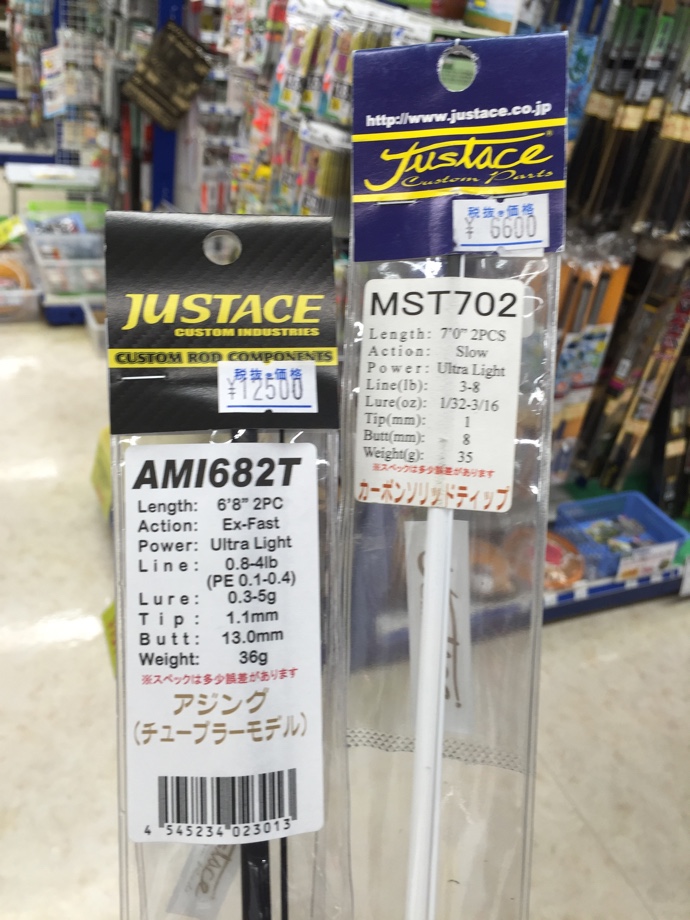 http://www.justace.co.jp
Justace
Custom Parts
税抜・価格
¥ 6600
MST702
Length: 7'0" 2PCS
Action: Slow
Power: Ultra Light
Line(lb): 3-8
Lure(oz): 1/32-3/16
Tip(mm): 1
Butt(mm): 8
Weight(g): 35
※スペックは多少誤差があります
カーボンソリッドティップ
JUSTACE
CUSTOM INDUSTRIES
CUSTOM ROD COMPONENTS
税抜・価格
¥12500
AMI682T
Length: 6'8" 2PC
Action: Ex-Fast
Power: Ultra Light
Line: 0.8-4lb
(PE 0.1-0.4)
Lure: 0.3-5g
Tip: 1.1mm
Butt: 13.0mm
Weight: 36g
※スペックは多少誤差があります
アジング
(チューブラーモデル)
4 545234 023013